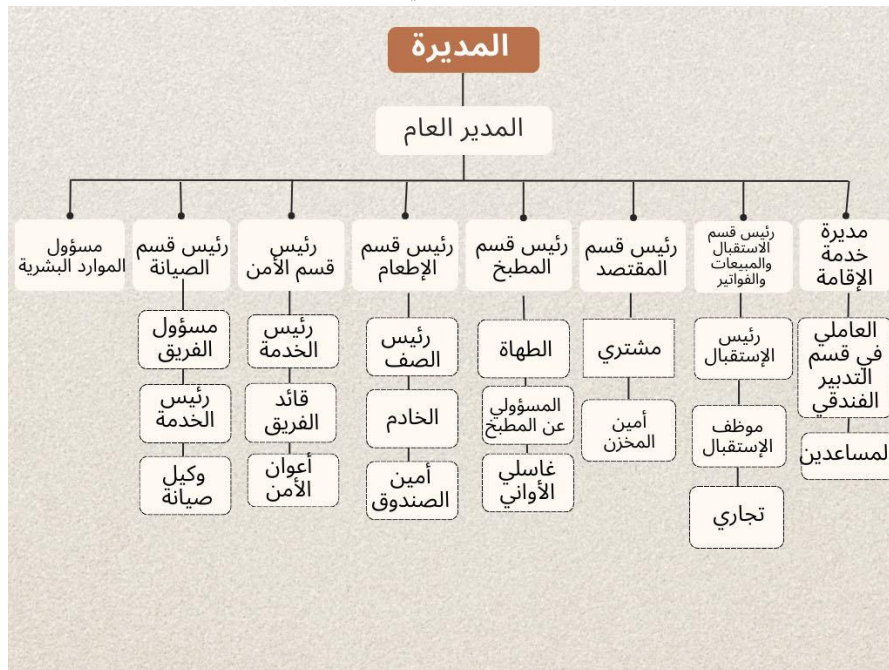 المديرة
المدير العام
مديرة
خدمة
الإقامة
رئيس قسم
الاستقبال
والمبيعات
والفواتير
رئيس قسم
المقتصد
رئيس قسم
المطبخ
رئيس قسم
الإطعام
رئيس
قسم الأمن
رئيس قسم
الصيانة
مسؤول
الموارد البشرية
العاملي
في قسم
التدبير
الفندقي
المساعدين
رئيس
الإستقبال
موظف
الإستقبال
تجاري
مشتري
أمين
المخزن
الطهاة
المسؤولي
عن المطبخ
غاسلي
الأواني
رئيس
الصف
الخادم
أمين
الصندوق
رئيس
الخدمة
قائد
الفريق
أعوان
الأمن
مسؤول
الفريق
رئيس
الخدمة
وكيل
صيانة